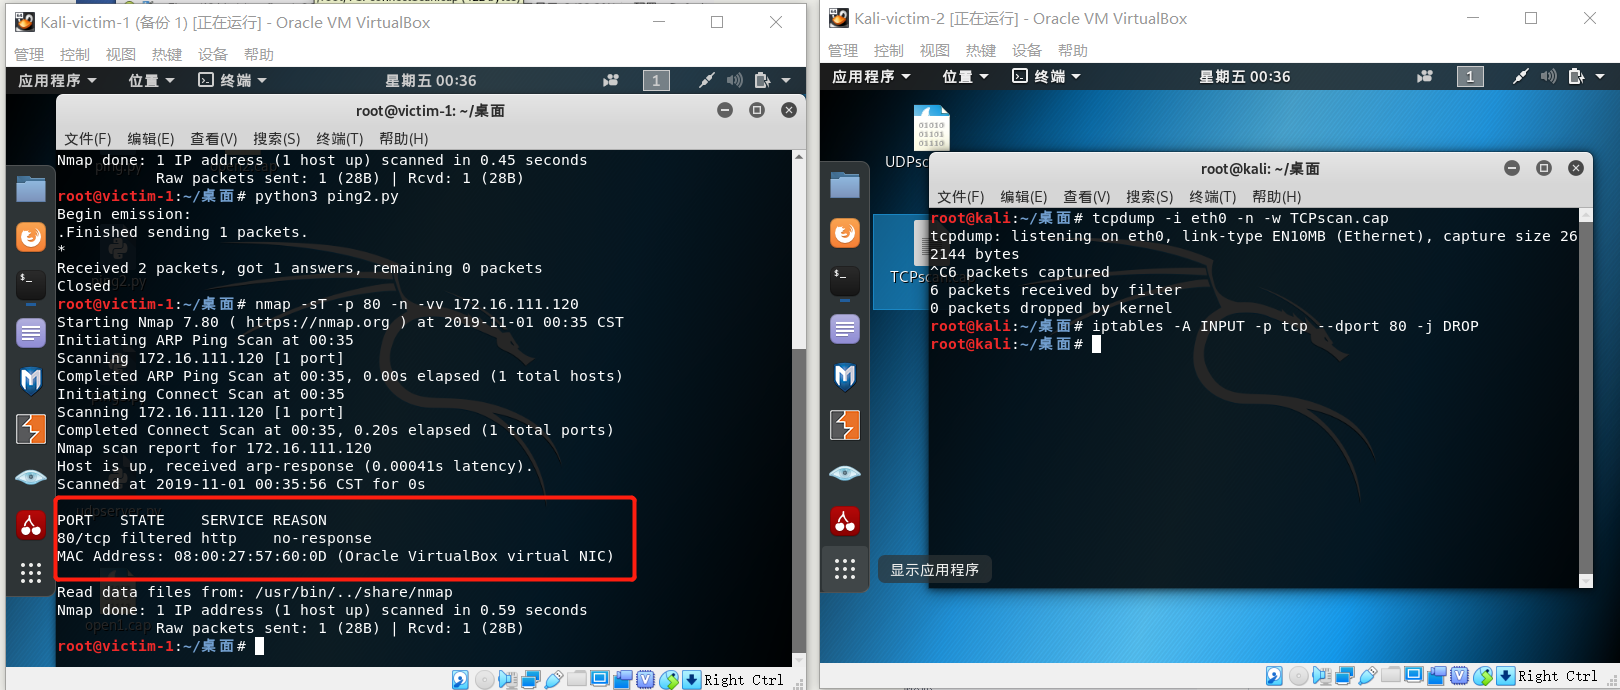 Kali-victim-1 (备份 1) [正在运行] - Oracle VM VirtualBox
管理 控制 视图 热键 设备 帮助
应用程序 位置 终端 星期五 00:36 1
root@victim-1: ~/桌面
文件(F) 编辑(E) 查看(V) 搜索(S) 终端(T) 帮助(H)
Nmap done: 1 IP address (1 host up) scanned in 0.45 seconds
Raw packets sent: 1 (28B) | Rcvd: 1 (28B)
root@victim-1:~/桌面# python3 ping2.py
Begin emission:
.Finished sending 1 packets.
*
Received 2 packets, got 1 answers, remaining 0 packets
Closed
root@victim-1:~/桌面# nmap -sT -p 80 -n -vv 172.16.111.120
Starting Nmap 7.80 ( https://nmap.org ) at 2019-11-01 00:35 CST
Initiating ARP Ping Scan at 00:35
Scanning 172.16.111.120 [1 port]
Completed ARP Ping Scan at 00:35, 0.00s elapsed (1 total hosts)
Initiating Connect Scan at 00:35
Scanning 172.16.111.120 [1 port]
Completed Connect Scan at 00:35, 0.20s elapsed (1 total ports)
Nmap scan report for 172.16.111.120
Host is up, received arp-response (0.00041s latency).
Scanned at 2019-11-01 00:35:56 CST for 0s
PORT STATE SERVICE REASON
80/tcp filtered http no-response
MAC Address: 08:00:27:57:60:0D (Oracle VirtualBox virtual NIC)
Read data files from: /usr/bin/../share/nmap
Nmap done: 1 IP address (1 host up) scanned in 0.59 seconds
Raw packets sent: 1 (28B) | Rcvd: 1 (28B)
root@victim-1:~/桌面#
open1.cap
Right Ctrl
Kali-victim-2 [正在运行] - Oracle VM VirtualBox
管理 控制 视图 热键 设备 帮助
应用程序 位置 终端 星期五 00:36 1
UDPsc
root@kali: ~/桌面
文件(F) 编辑(E) 查看(V) 搜索(S) 终端(T) 帮助(H)
root@kali:~/桌面# tcpdump -i eth0 -n -w TCPscan.cap
tcpdump: listening on eth0, link-type EN10MB (Ethernet), capture size 26
2144 bytes
^C6 packets captured
6 packets received by filter
0 packets dropped by kernel
root@kali:~/桌面# iptables -A INPUT -p tcp --dport 80 -j DROP
root@kali:~/桌面#
TCPscan.cap
显示应用程序
Right Ctrl